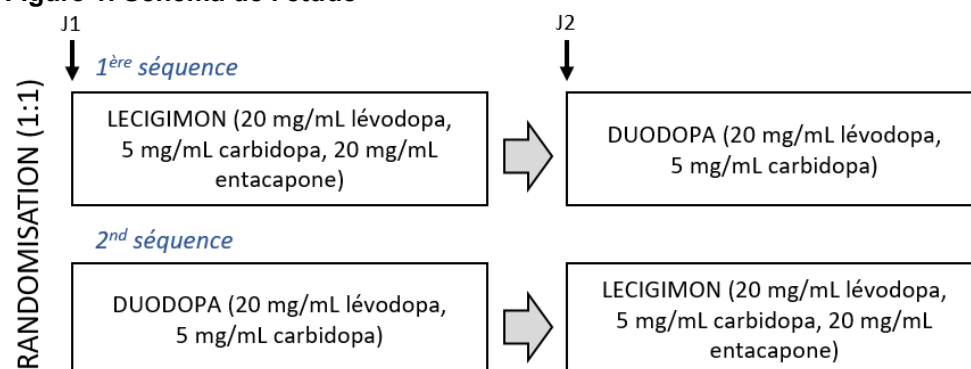 J1
J2
1ère séquence
RANDOMISATION (1:1)
LECIGIMON (20 mg/mL lévodopa,
5 mg/mL carbidopa, 20 mg/mL
entacapone)
DUODOPA (20 mg/mL lévodopa,
5 mg/mL carbidopa)
2nd séquence
DUODOPA (20 mg/mL lévodopa,
5 mg/mL carbidopa)
LECIGIMON (20 mg/mL lévodopa,
5 mg/mL carbidopa, 20 mg/mL
entacapone)